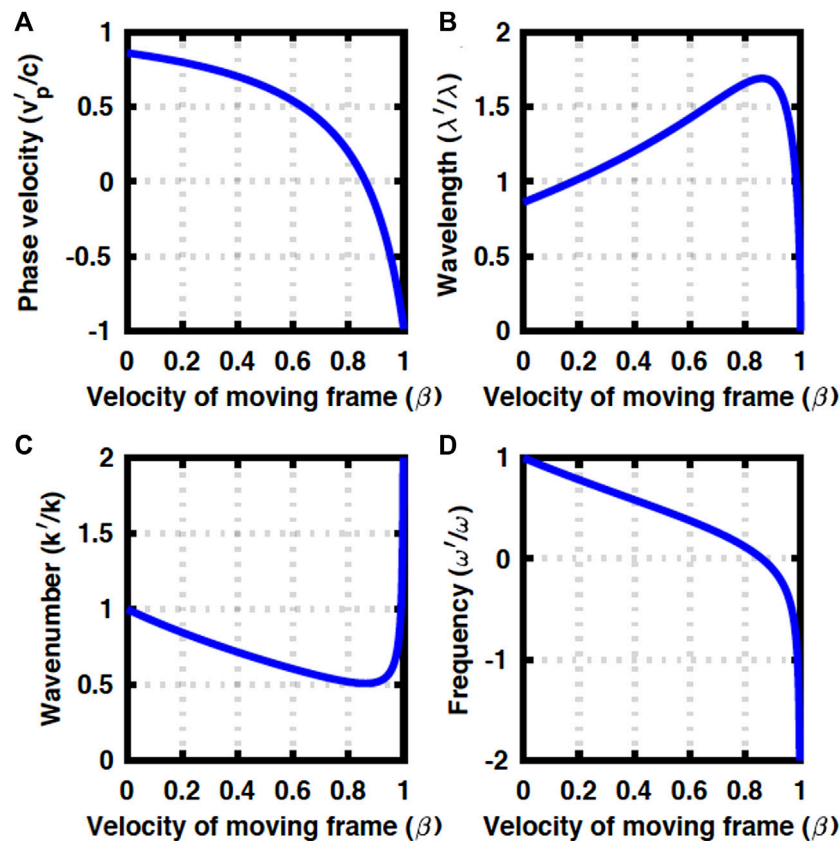 A
Phase velocity (v′p/c)
1
0.5
0
-0.5
-1
0 0.2 0.4 0.6 0.8 1
Velocity of moving frame (β)
B
Wavelength (λ′/λ)
2
1.5
1
0.5
0
0 0.2 0.4 0.6 0.8 1
Velocity of moving frame (β)
C
Wavenumber (k′/k)
2
1.5
1
0.5
0
0 0.2 0.4 0.6 0.8 1
Velocity of moving frame (β)
D
Frequency (ω′/ω)
1
0
-1
-2
0 0.2 0.4 0.6 0.8 1
Velocity of moving frame (β)